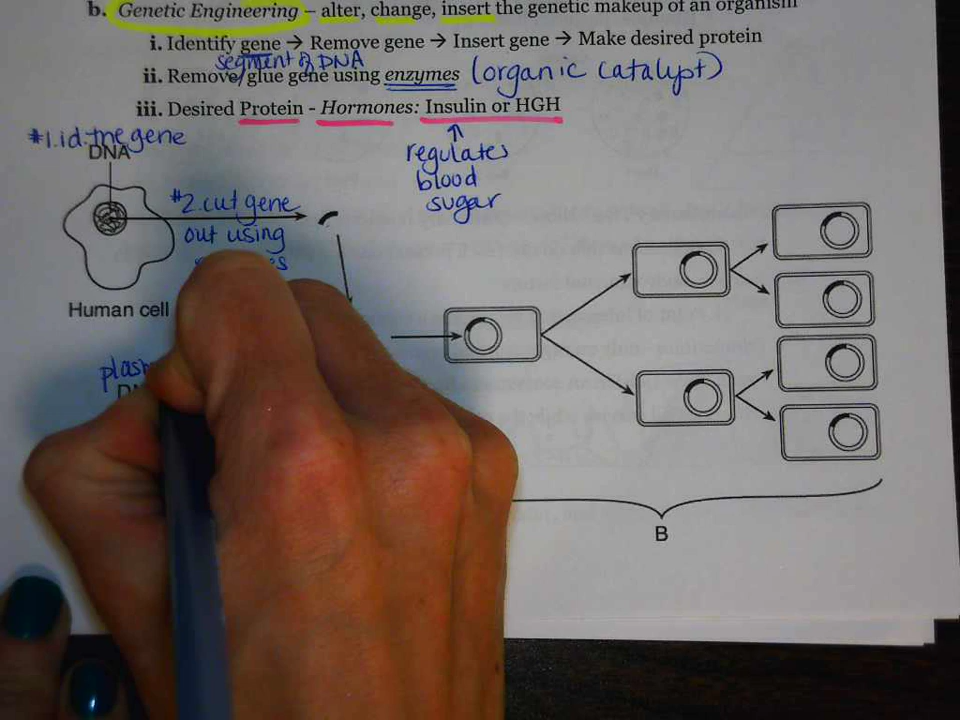 b. Genetic Engineering – alter, change, insert the genetic makeup of an organism
i. Identify gene → Remove gene → Insert gene → Make desired protein
segment of DNA
ii. Remove/glue gene using enzymes (organic catalyst)
iii. Desired Protein - Hormones: Insulin or HGH
↑
regulates
blood
sugar
#1. id. the gene
DNA
#2. cut gene
out using
Human cell
B